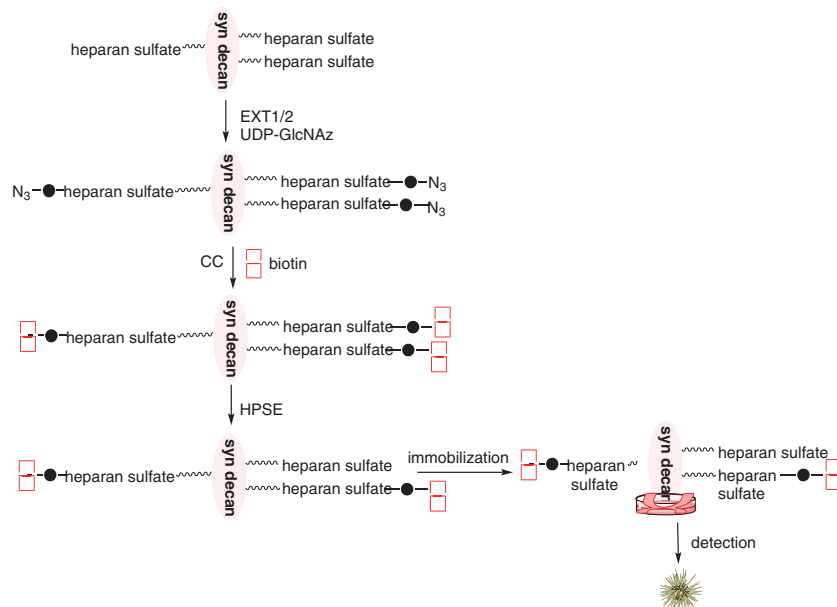 heparan sulfate
syn decan
heparan sulfate
heparan sulfate
EXT1/2
UDP-GlcNAz
N3
heparan sulfate
syn decan
heparan sulfate
N3
heparan sulfate
N3
CC
biotin
heparan sulfate
syn decan
heparan sulfate
heparan sulfate
HPSE
heparan sulfate
syn decan
heparan sulfate
heparan sulfate
immobilization
heparan
sulfate
syn decan
heparan sulfate
heparan
sulfate
detection